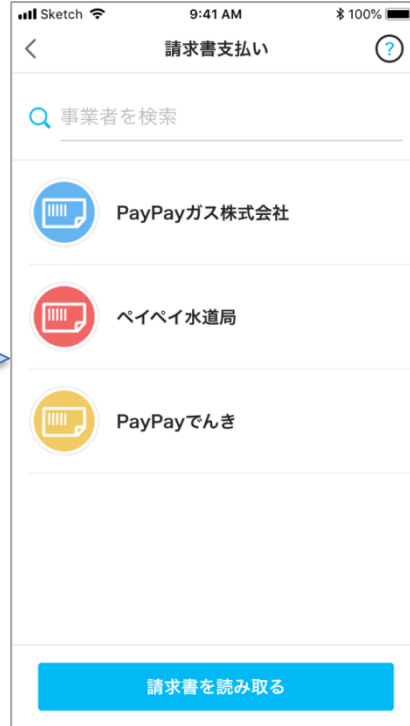 Sketch 9:41 AM 100%
請求書支払い ?
事業者を検索
PayPayガス株式会社
ペイペイ水道局
PayPayでんき
請求書を読み取る